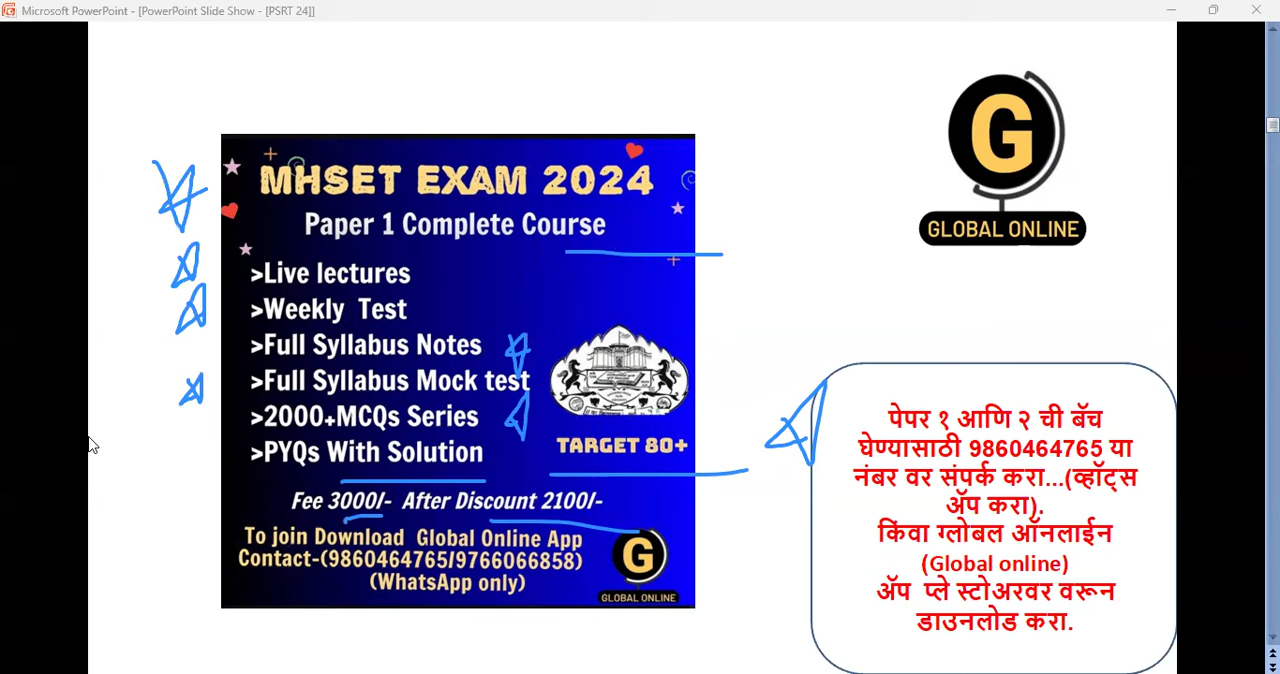 Microsoft PowerPoint - [PowerPoint Slide Show - [PSRT 24]]
G
GLOBAL ONLINE
MHSET EXAM 2024
Paper 1 Complete Course
>Live lectures
>Weekly Test
>Full Syllabus Notes
>Full Syllabus Mock test
>2000+MCQs Series
>PYQs With Solution
TARGET 80+
Fee 3000/- After Discount 2100/-
To join Download Global Online App
Contact-(9860464765/9766066858)
(WhatsApp only)
G
GLOBAL ONLINE
पेपर १ आणि २ ची बॅच
घेण्यासाठी 9860464765 या
नंबर वर संपर्क करा...(व्हॉट्स
ॲप करा).
किंवा ग्लोबल ऑनलाईन
(Global online)
ॲप प्ले स्टोअरवर वरून
डाउनलोड करा.